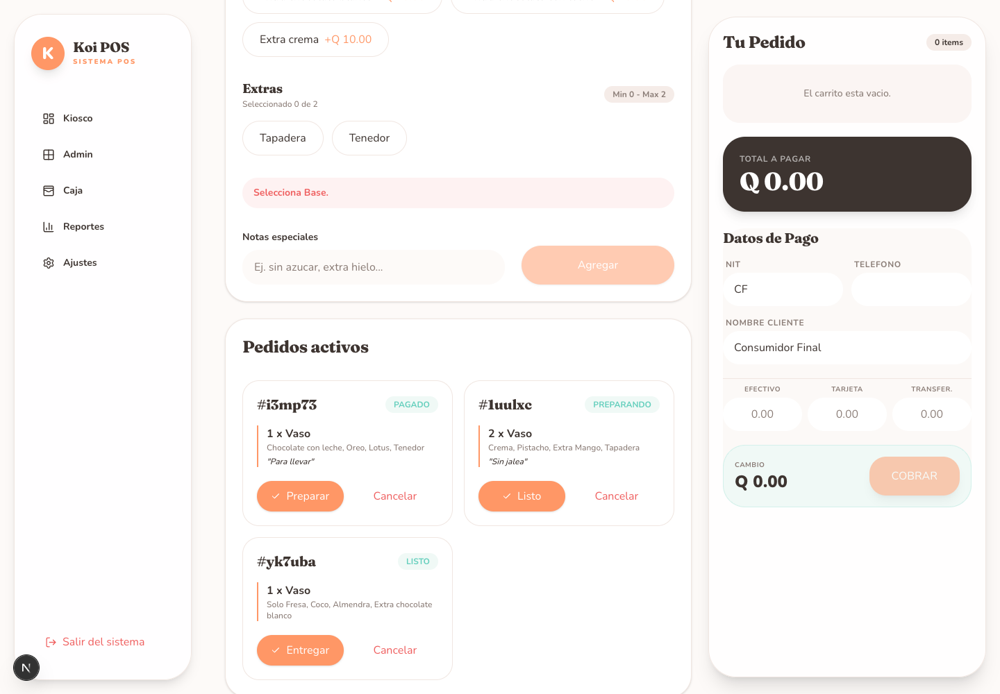 K
Koi POS
SISTEMA POS
Kiosco
Admin
Caja
Reportes
Ajustes
Salir del sistema
N
Extra crema +Q 10.00
Extras
Seleccionado 0 de 2
Min 0 - Max 2
Tapadera
Tenedor
Selecciona Base.
Notas especiales
Ej. sin azucar, extra hielo...
Agregar
Pedidos activos
#i3mp73
PAGADO
1 x Vaso
Chocolate con leche, Oreo, Lotus, Tenedor
"Para llevar"
Preparar
Cancelar
#1uulxc
PREPARANDO
2 x Vaso
Crema, Pistacho, Extra Mango, Tapadera
"Sin jalea"
Listo
Cancelar
#yk7uba
LISTO
1 x Vaso
Solo Fresa, Coco, Almendra, Extra chocolate
blanco
Entregar
Cancelar
Tu Pedido
0 items
El carrito esta vacio.
TOTAL A PAGAR
Q 0.00
Datos de Pago
NIT
TELEFONO
CF
NOMBRE CLIENTE
Consumidor Final
EFECTIVO
TARJETA
TRANSFER.
0.00
0.00
0.00
CAMBIO
Q 0.00
COBRAR